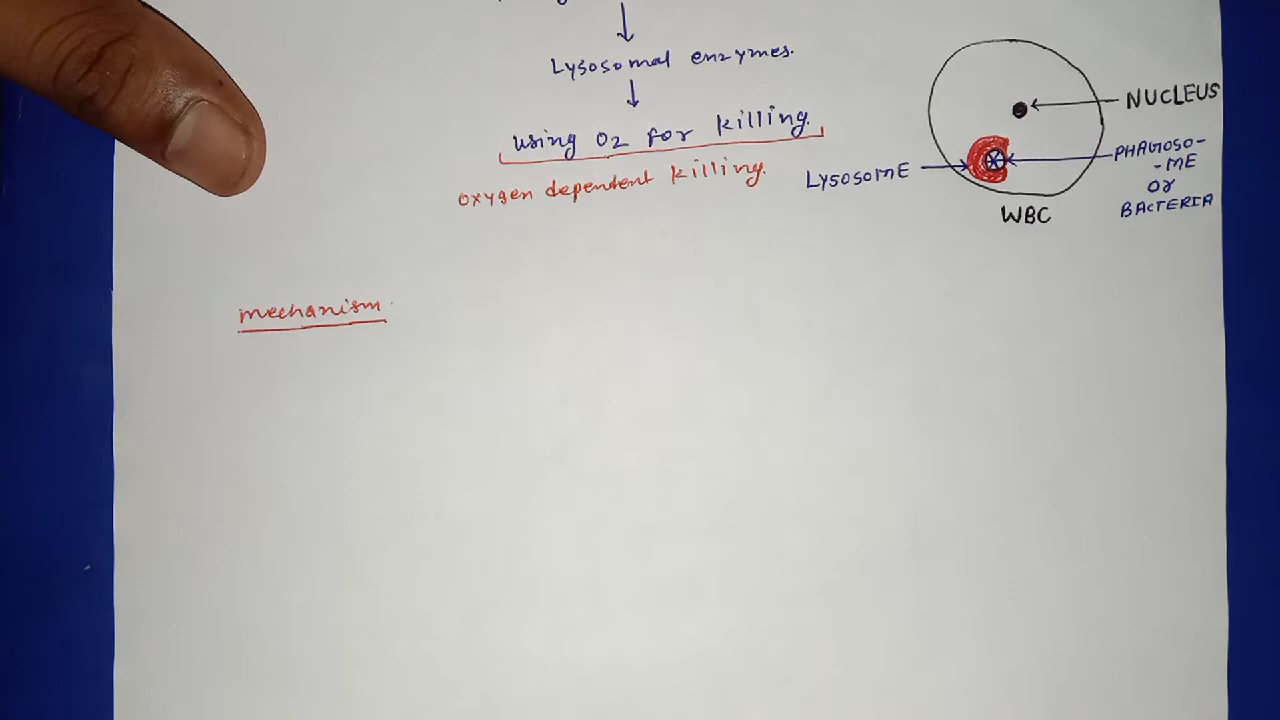 Lysosomal enzymes.
using O2 for killing.
oxygen dependent killing.
NUCLEUS
LYSOSOME
PHAGOSO-
-ME
Or
BACTERIA
WBC
mechanism